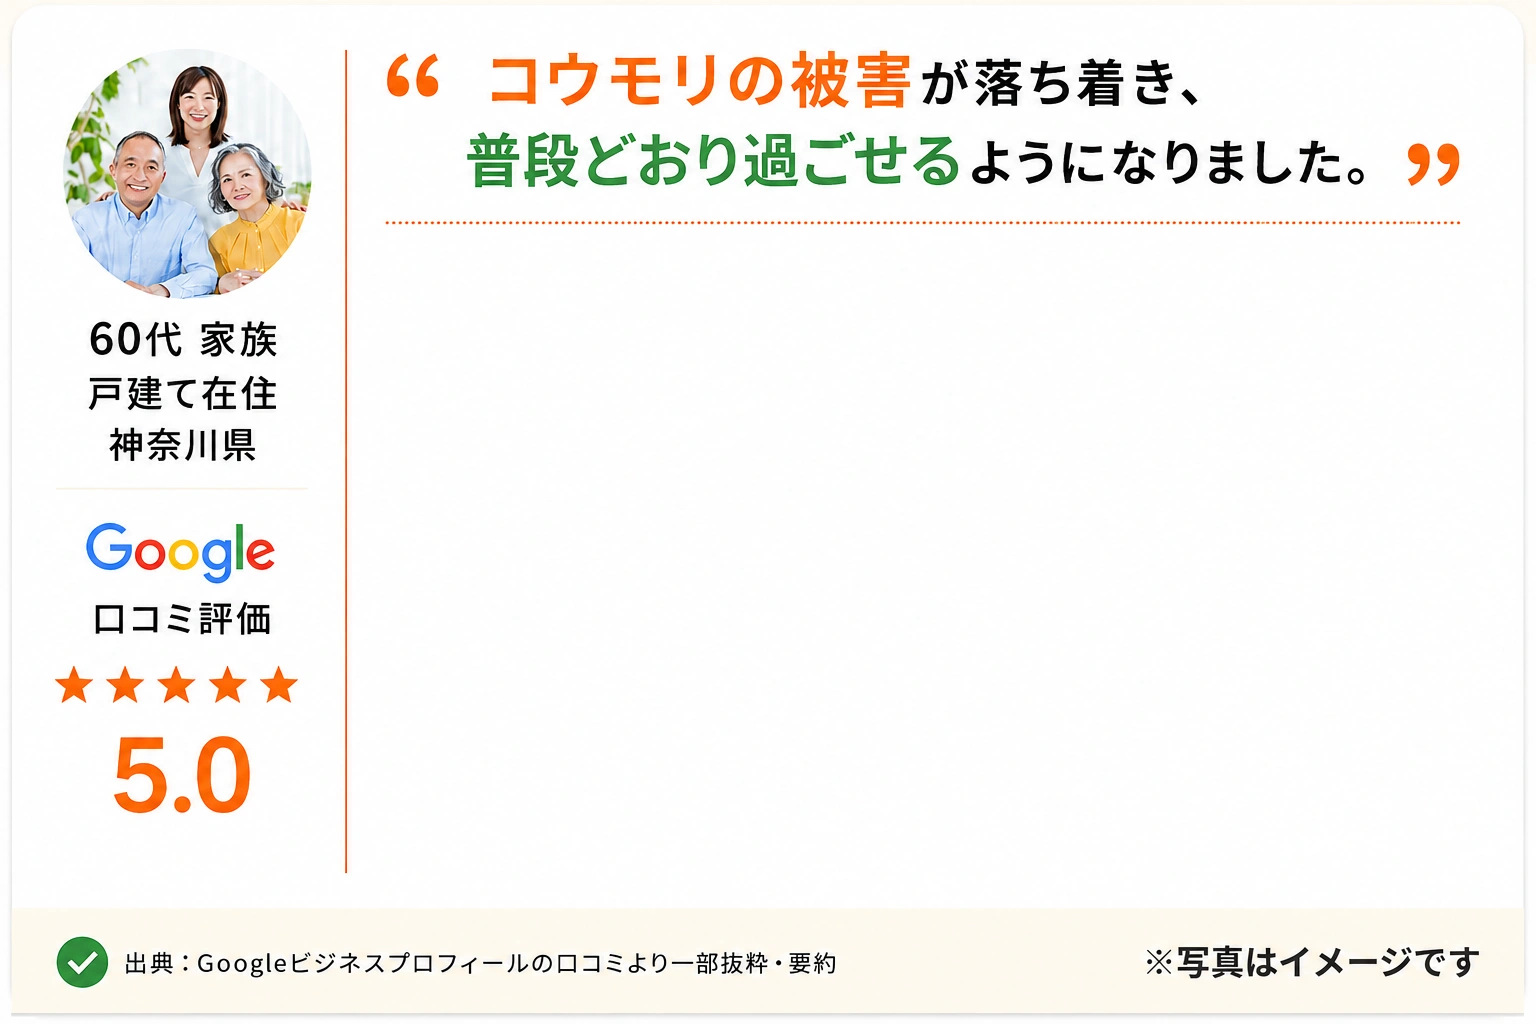 “ コウモリの被害が落ち着き、
普段どおり過ごせるようになりました。 ”
60代 家族
戸建て在住
神奈川県
Google
口コミ評価
★★★★★
5.0
出典：Googleビジネスプロフィールの口コミより一部抜粋・要約
※写真はイメージです